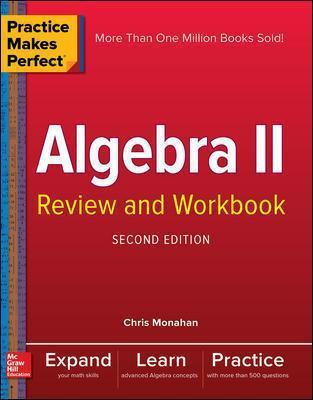 Practice
Makes
Perfect®
More Than One Million Books Sold!
Algebra II
Review and Workbook
SECOND EDITION
Chris Monahan
Mc
Graw
Hill
Education
Expand
your math skills
Learn
advanced Algebra concepts
Practice
with more than 500 questions